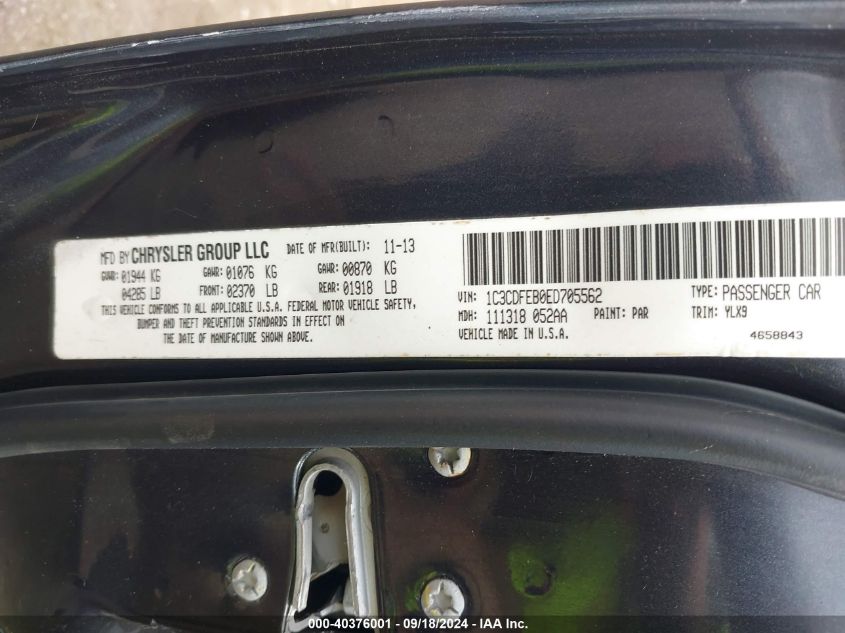 MFD BY CHRYSLER GROUP LLC DATE OF MFR(BUILT): 11-13
GVWR: 01944 KG GAWR: 01076 KG GAWR: 00870 KG
04285 LB FRONT: 02370 LB REAR: 01918 LB
THIS VEHICLE CONFORMS TO ALL APPLICABLE U.S.A. FEDERAL MOTOR VEHICLE SAFETY,
BUMPER AND THEFT PREVENTION STANDARDS IN EFFECT ON
THE DATE OF MANUFACTURE SHOWN ABOVE.
VIN: 1C3CDFEB0ED705562 TYPE: PASSENGER CAR
MDH: 111318 052AA PAINT: PAR TRIM: YLX9
VEHICLE MADE IN U.S.A. 4658843
000-40376001 - 09/18/2024 - IAA Inc.